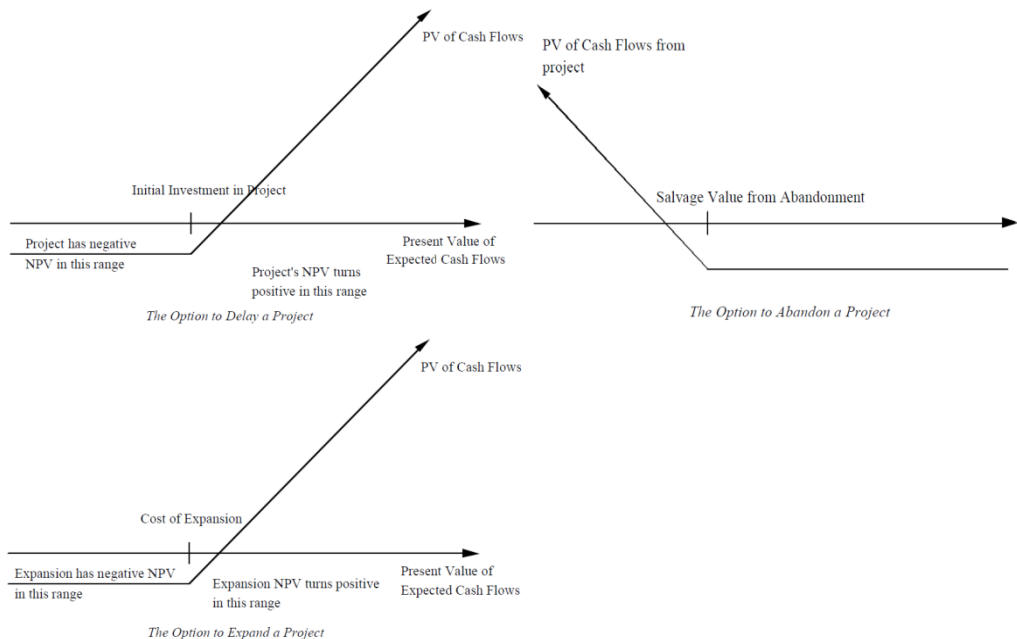 PV of Cash Flows
Initial Investment in Project
Project has negative
NPV in this range
Present Value of
Expected Cash Flows
Project's NPV turns
positive in this range
The Option to Delay a Project
PV of Cash Flows from
project
Salvage Value from Abandonment
The Option to Abandon a Project
PV of Cash Flows
Cost of Expansion
Expansion has negative NPV
in this range
Expansion NPV turns positive
in this range
Present Value of
Expected Cash Flows
The Option to Expand a Project